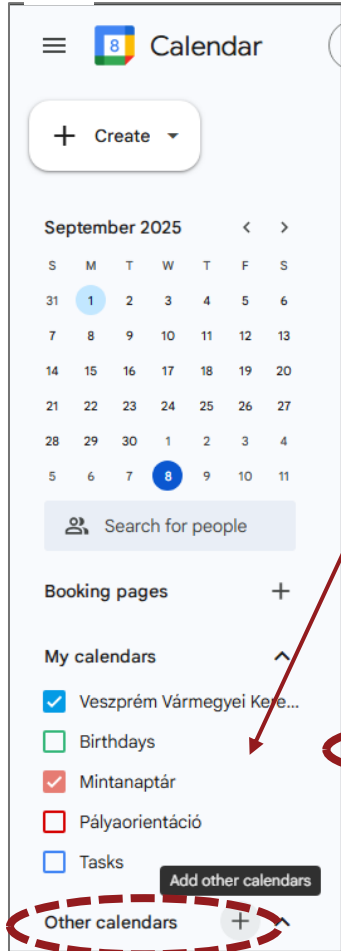 8 Calendar
+ Create
September 2025 < >
S M T W T F S
31 1 2 3 4 5 6
7 8 9 10 11 12 13
14 15 16 17 18 19 20
21 22 23 24 25 26 27
28 29 30 1 2 3 4
5 6 7 8 9 10 11
Search for people
Booking pages +
My calendars
Veszprém Vármegyei Kere...
Birthdays
Mintanaptár
Pályaorientáció
Tasks
Add other calendars
Other calendars +